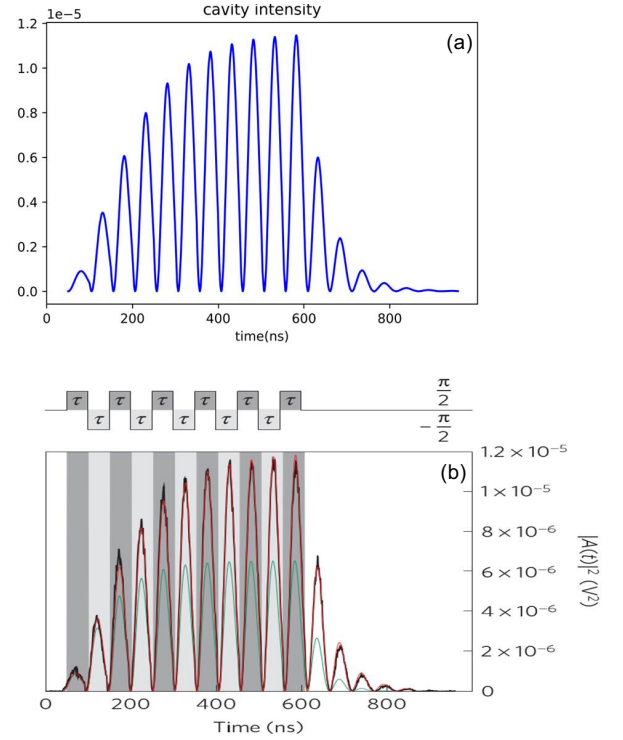 cavity intensity
1e−5
(a)
1.2
1.0
0.8
0.6
0.4
0.2
0.0
0 200 400 600 800
time(ns)
τ τ τ τ τ τ π/2
τ τ τ τ τ −π/2
(b)
1.2 × 10⁻⁵
1 × 10⁻⁵
8 × 10⁻⁶
6 × 10⁻⁶
4 × 10⁻⁶
2 × 10⁻⁶
0
|A(t)|² (V²)
0 200 400 600 800
Time (ns)